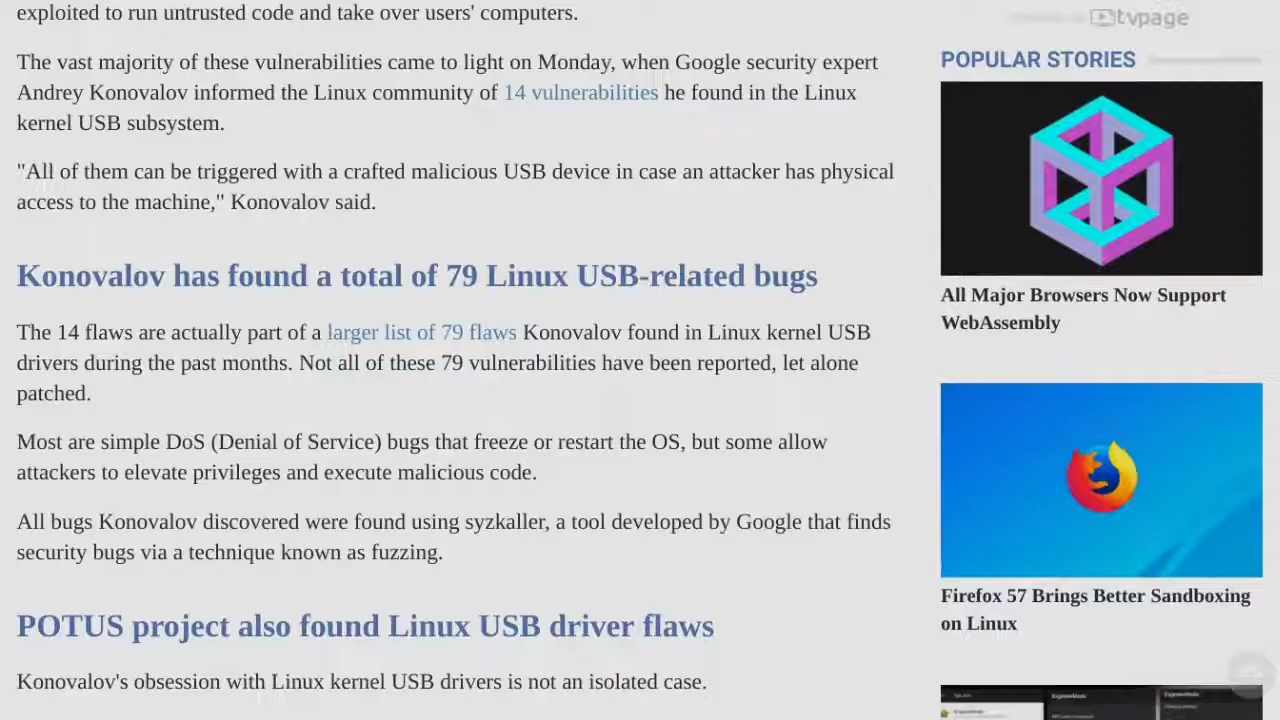 exploited to run untrusted code and take over users' computers.
The vast majority of these vulnerabilities came to light on Monday, when Google security expert
Andrey Konovalov informed the Linux community of 14 vulnerabilities he found in the Linux
kernel USB subsystem.
"All of them can be triggered with a crafted malicious USB device in case an attacker has physical
access to the machine," Konovalov said.
Konovalov has found a total of 79 Linux USB-related bugs
The 14 flaws are actually part of a larger list of 79 flaws Konovalov found in Linux kernel USB
drivers during the past months. Not all of these 79 vulnerabilities have been reported, let alone
patched.
Most are simple DoS (Denial of Service) bugs that freeze or restart the OS, but some allow
attackers to elevate privileges and execute malicious code.
All bugs Konovalov discovered were found using syzkaller, a tool developed by Google that finds
security bugs via a technique known as fuzzing.
POTUS project also found Linux USB driver flaws
Konovalov's obsession with Linux kernel USB drivers is not an isolated case.
tvpage
POPULAR STORIES
All Major Browsers Now Support
WebAssembly
Firefox 57 Brings Better Sandboxing
on Linux